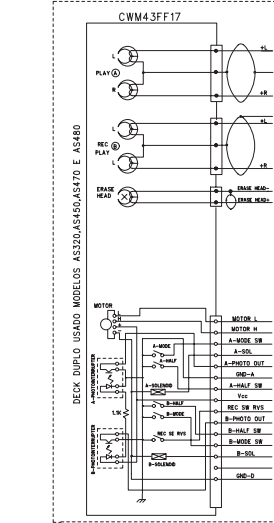 CWM43FF17
DECK DUPLO USADO MODELOS AS320,AS450,AS470 E AS480
L
PLAY A
R
+L
+R
L
REC B
PLAY
L
+L
+R
ERASE
HEAD
ERASE HEAD-
ERASE HEAD+
MOTOR
L
H
+
-
MOTOR L
MOTOR H
A-MODE SW
A-SOL
A-PHOTO OUT
GND-A
A-HALF SW
Vcc
REC SW RVS
B-PHOTO OUT
B-HALF SW
B-MODE SW
B-SOL
GND-D
A-MODE
A-HALF
A-SOLENOID
B-HALF
B-MODE
REC SE RVS
B-SOLENOID
A-PHOTOINTERRUPTER
1.1K
B-PHOTOINTERRUPTER